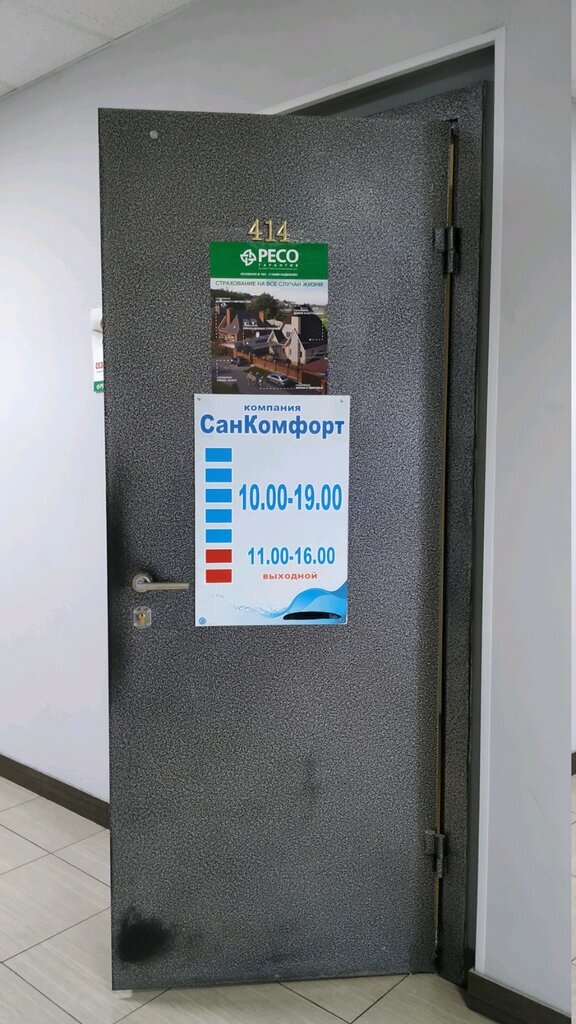 414
РЕСО
ГАРАНТИЯ
СТРАХОВАНИЕ НА ВСЕ СЛУЧАИ ЖИЗНИ
компания
СанКомфорт
10.00-19.00
11.00-16.00
выходной